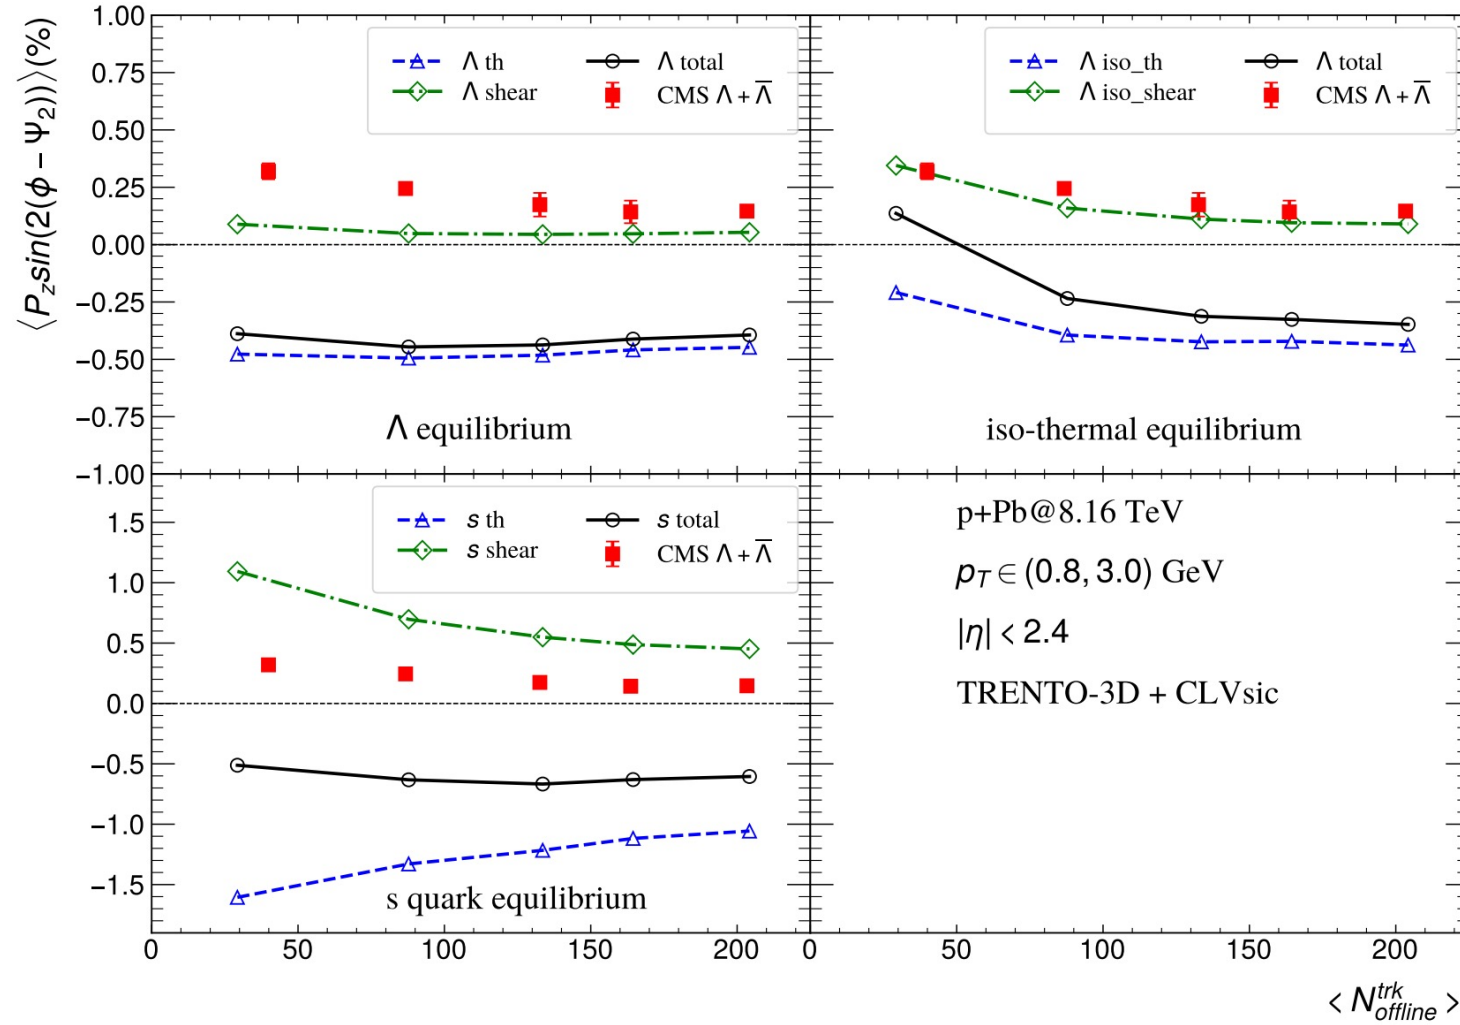 ⟨P_z sin(2(ϕ − Ψ_2))⟩(%)
1.00
0.75
0.50
0.25
0.00
−0.25
−0.50
−0.75
−1.00
Λ th
Λ shear
Λ total
CMS Λ + Λ̅
Λ equilibrium
Λ iso_th
Λ iso_shear
Λ total
CMS Λ + Λ̅
iso-thermal equilibrium
1.5
1.0
0.5
0.0
−0.5
−1.0
−1.5
s th
s shear
s total
CMS Λ + Λ̅
s quark equilibrium
p+Pb@8.16 TeV
p_T ∈ (0.8, 3.0) GeV
|η| < 2.4
TRENTO-3D + CLVsic
0 50 100 150 200
0 50 100 150 200
< N^{trk}_{offline} >